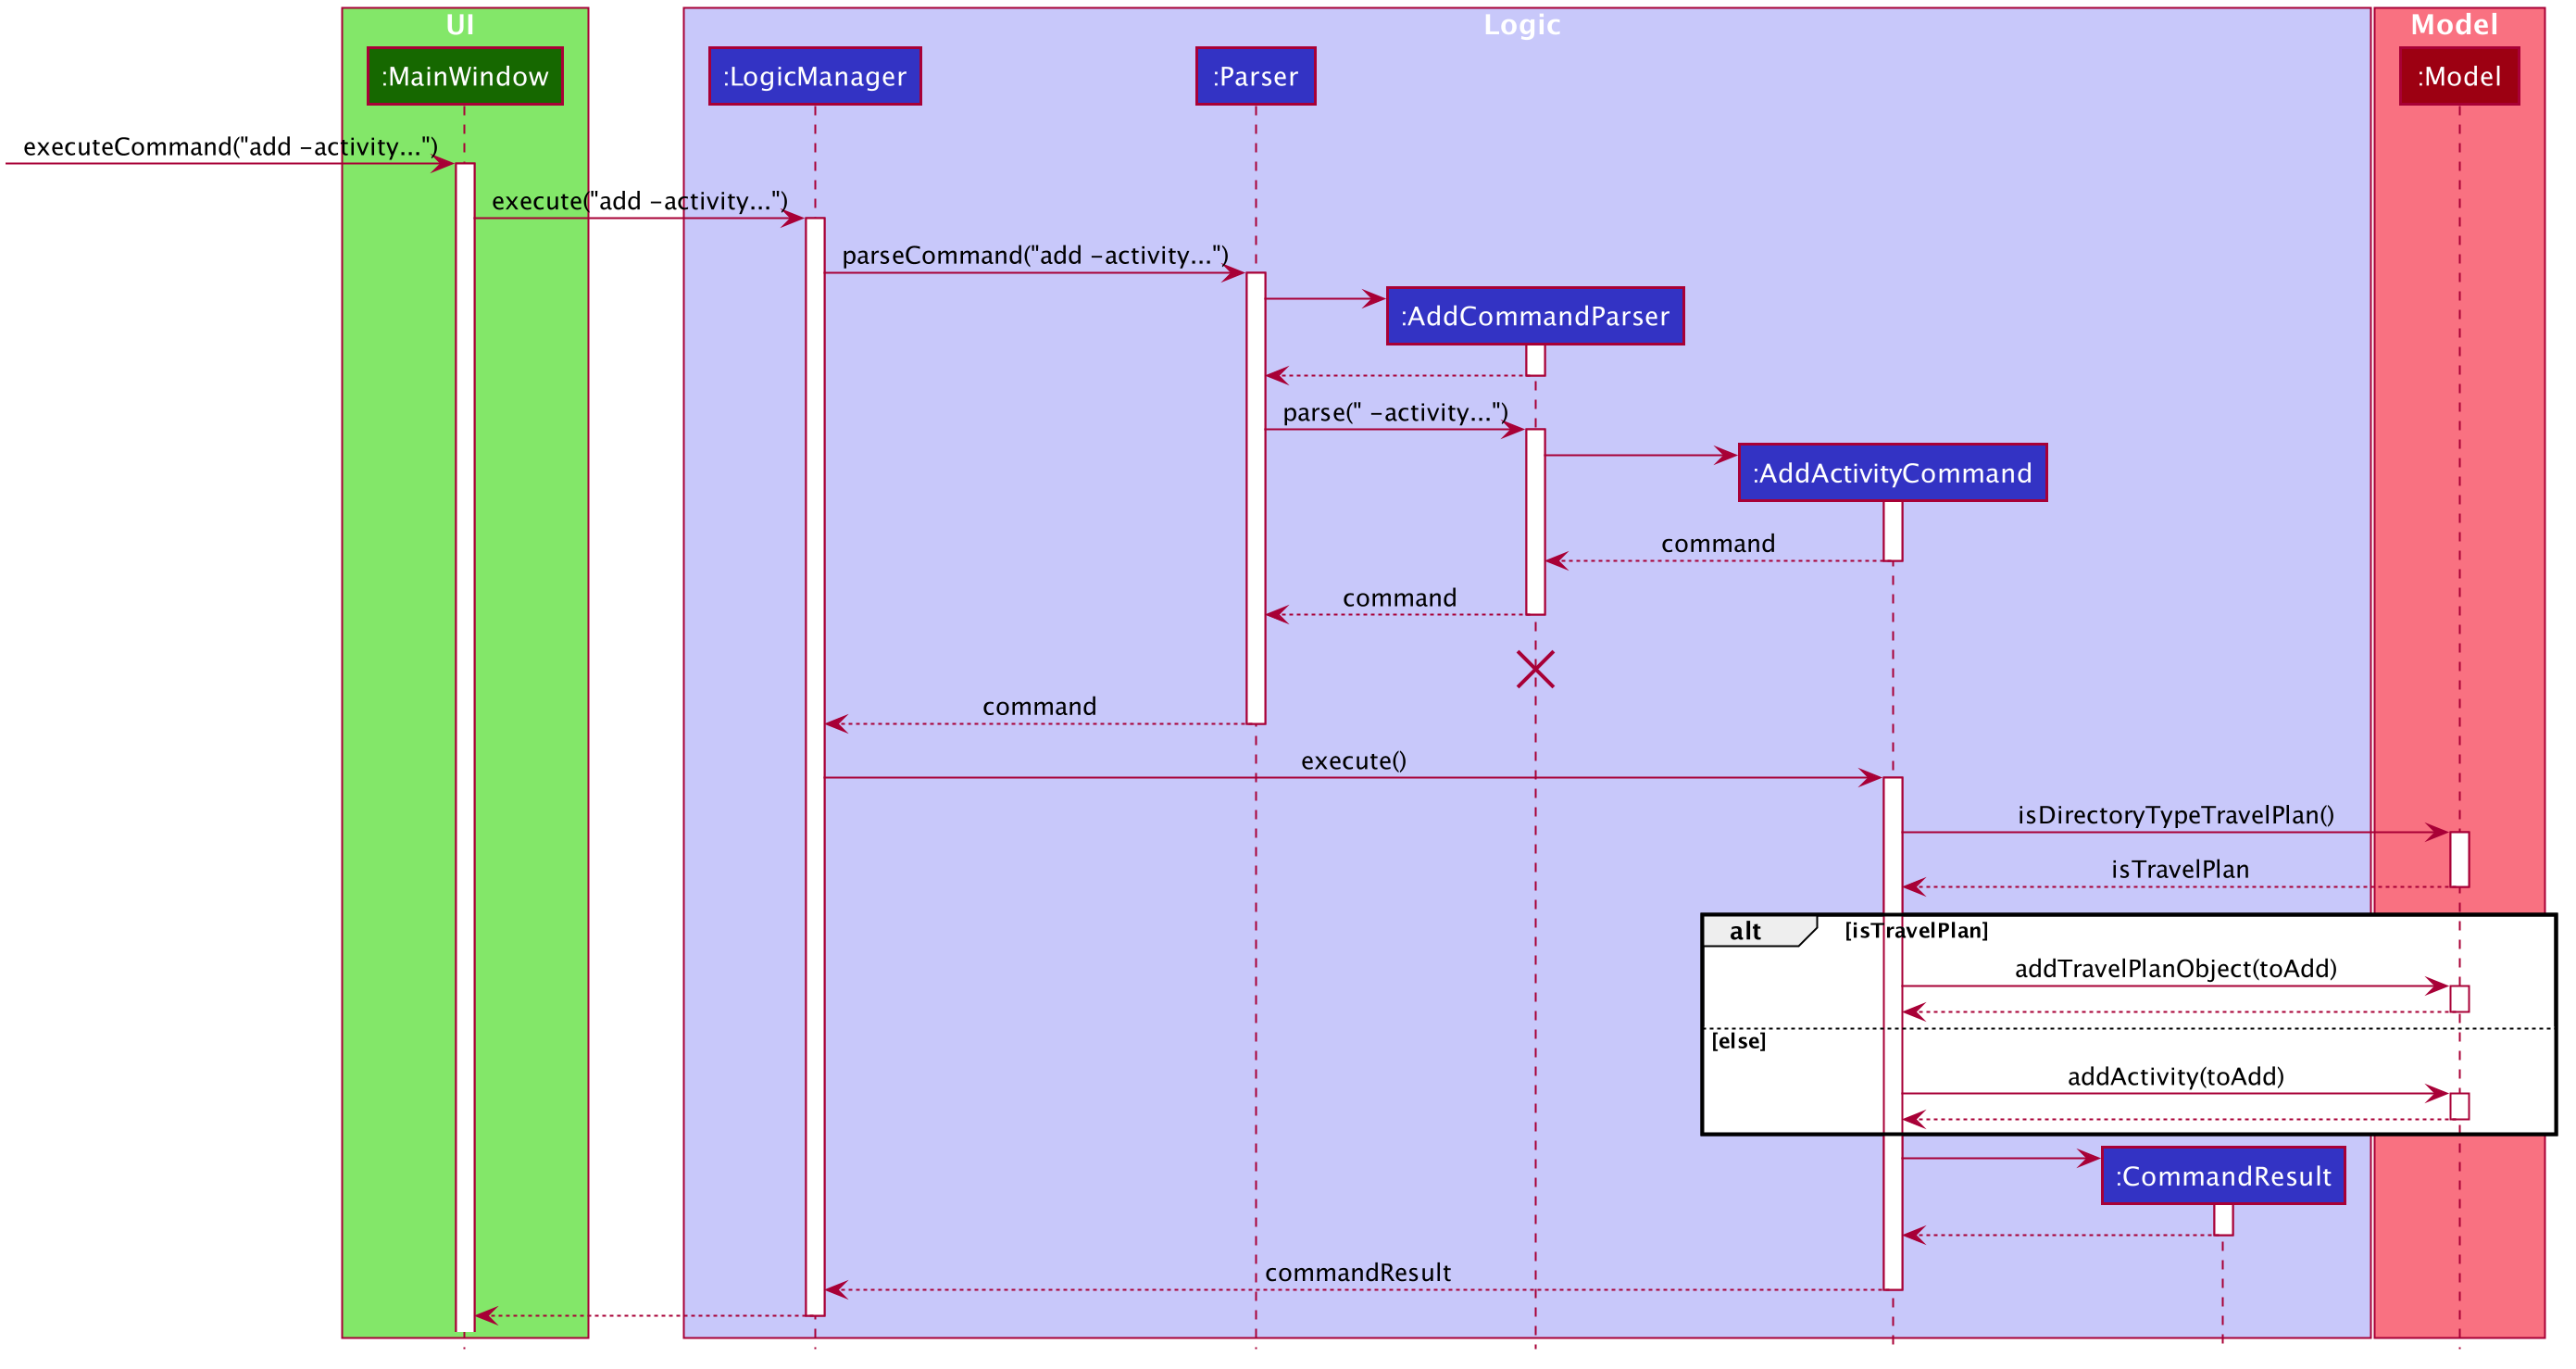 UI
Logic
Model
:MainWindow
:LogicManager
:Parser
:Model
executeCommand("add -activity...")
execute("add -activity...")
parseCommand("add -activity...")
:AddCommandParser
parse(" -activity...")
:AddActivityCommand
command
command
command
execute()
isDirectoryTypeTravelPlan()
isTravelPlan
alt
[isTravelPlan]
addTravelPlanObject(toAdd)
[else]
addActivity(toAdd)
:CommandResult
commandResult